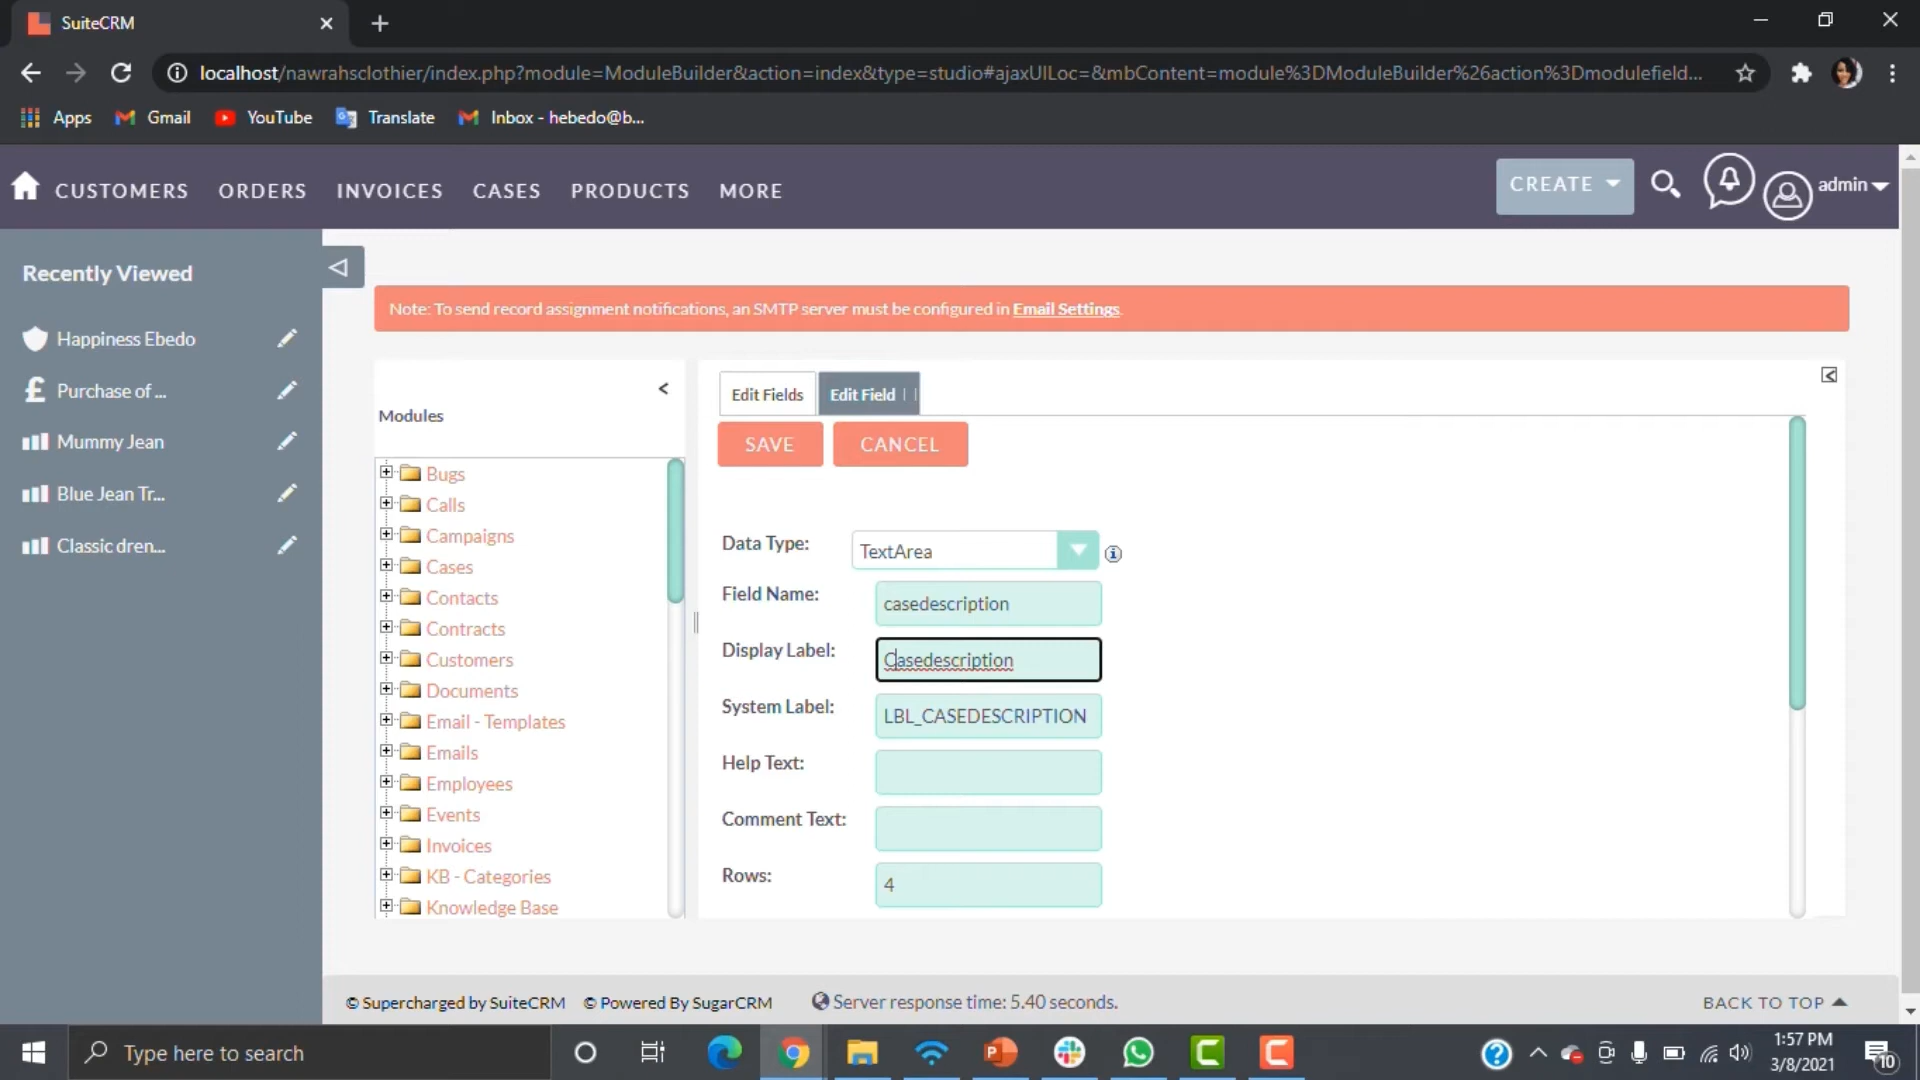 SuiteCRM
localhost/nawrahsclothier/index.php?module=ModuleBuilder&action=index&type=studio#ajaxUILoc=&mbContent=module%3DModuleBuilder%26action%3Dmodulefield...
Apps
Gmail
YouTube
Translate
Inbox - hebedo@b...
CUSTOMERS
ORDERS
INVOICES
CASES
PRODUCTS
MORE
CREATE
admin
Recently Viewed
Happiness Ebedo
Purchase of ...
Mummy Jean
Blue Jean Tr...
Classic dren...
Note: To send record assignment notifications, an SMTP server must be configured in Email Settings.
Modules
Bugs
Calls
Campaigns
Cases
Contacts
Contracts
Customers
Documents
Email - Templates
Emails
Employees
Events
Invoices
KB - Categories
Knowledge Base
Edit Fields
Edit Field
SAVE
CANCEL
Data Type:
TextArea
Field Name:
casedescription
Display Label:
Casedescription
System Label:
LBL_CASEDESCRIPTION
Help Text:
Comment Text:
Rows:
4
© Supercharged by SuiteCRM
© Powered By SugarCRM
Server response time: 5.40 seconds.
BACK TO TOP
Type here to search
1:57 PM
3/8/2021
10